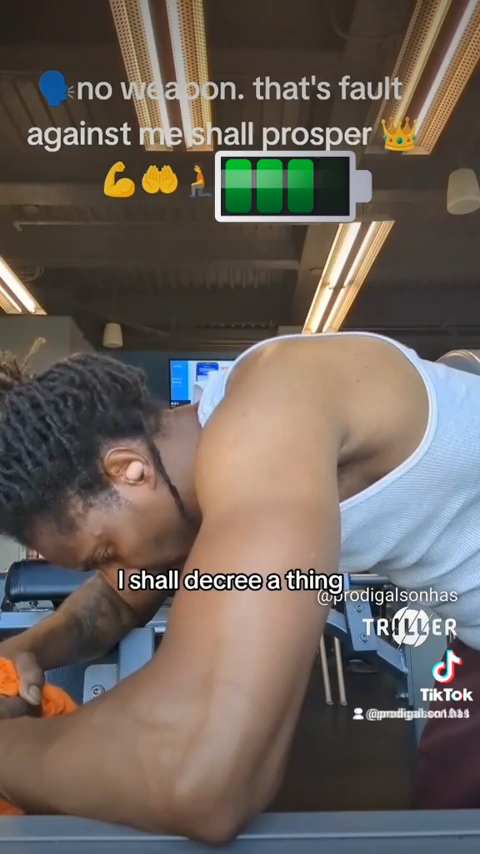 🗣️no weapon. that's fault
against me shall prosper 👑
💪🤲🧎
I shall decree a thing
@prodigalsonhas
TRILLER
TikTok